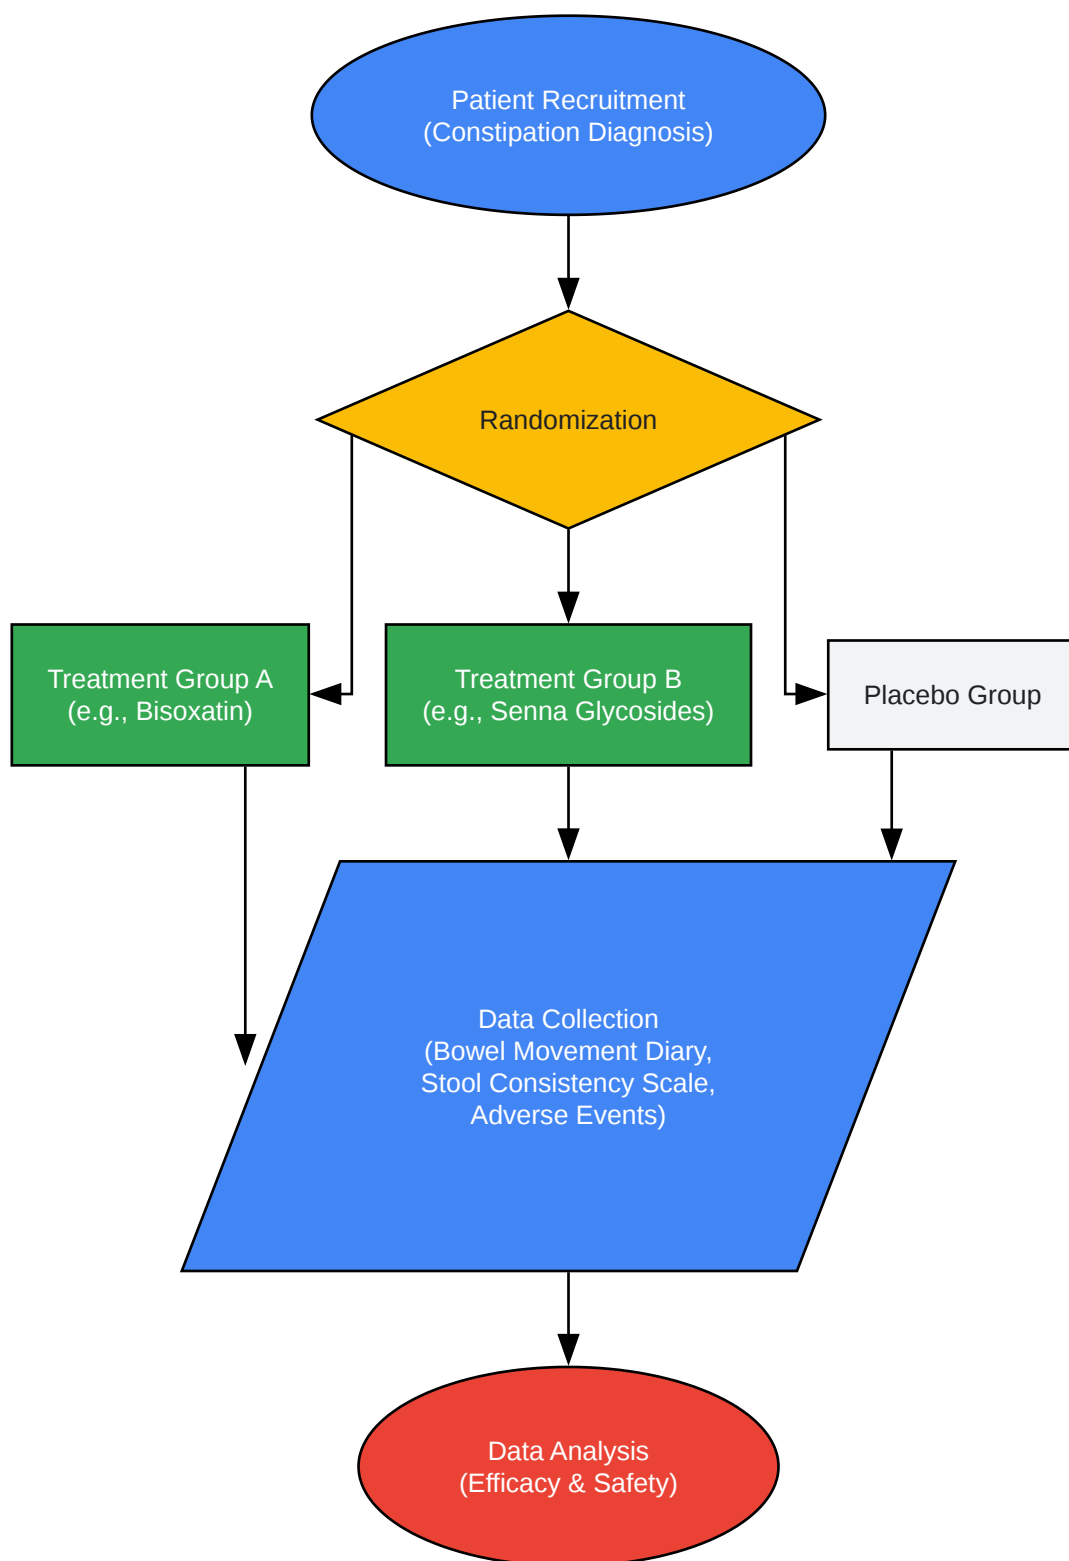 Patient Recruitment
(Constipation Diagnosis)
Randomization
Treatment Group A
(e.g., Bisoxatin)
Treatment Group B
(e.g., Senna Glycosides)
Placebo Group
Data Collection
(Bowel Movement Diary,
Stool Consistency Scale,
Adverse Events)
Data Analysis
(Efficacy & Safety)